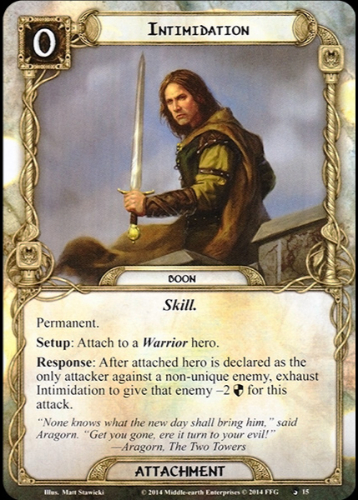 0
INTIMIDATION
BOON
Skill.
Permanent.
Setup: Attach to a Warrior hero.
Response: After attached hero is declared as the
only attacker against a non-unique enemy, exhaust
Intimidation to give that enemy –2 for this
attack.
"None knows what the new day shall bring him," said
Aragorn. "Get you gone, ere it turn to your evil!"
—Aragorn, The Two Towers
ATTACHMENT
Illus. Matt Stawicki
© 2014 Middle-earth Enterprises © 2014 FFG
15